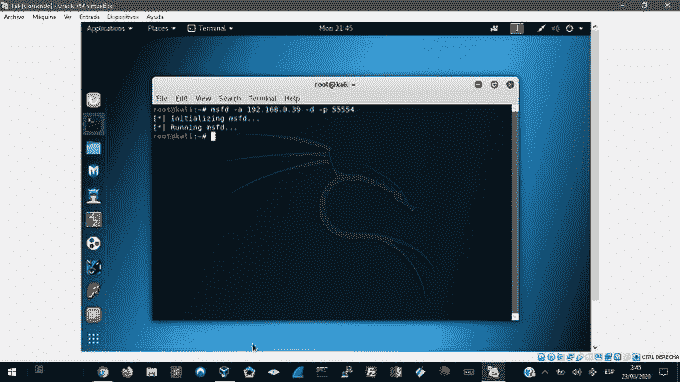 Kali [Corriendo] - Oracle VM VirtualBox
Archivo Máquina Ver Entrada Dispositivos Ayuda
Applications Places Terminal Mon 21:45 1
root@kali: ~
File Edit View Search Terminal Help
root@kali:~# msfd -a 192.168.0.39 -d -p 55554
[*] Initializing msfd...
[*] Running msfd...
root@kali:~#
CTRL DERECHA
ESP
3:45
23/06/2020